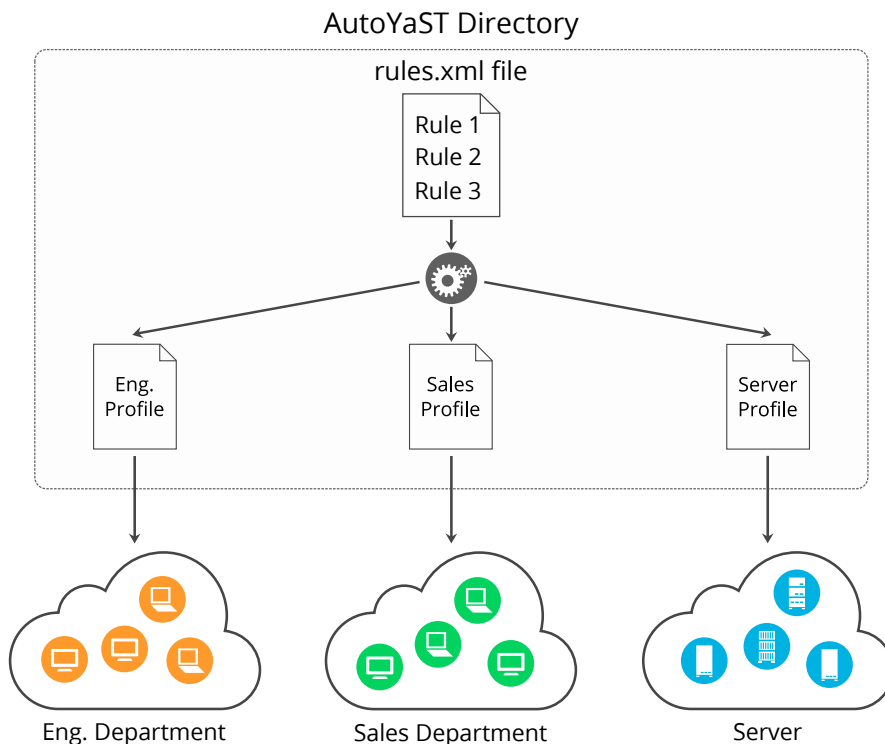 AutoYaST Directory
rules.xml file
Rule 1
Rule 2
Rule 3
Eng.
Profile
Sales
Profile
Server
Profile
Eng. Department
Sales Department
Server